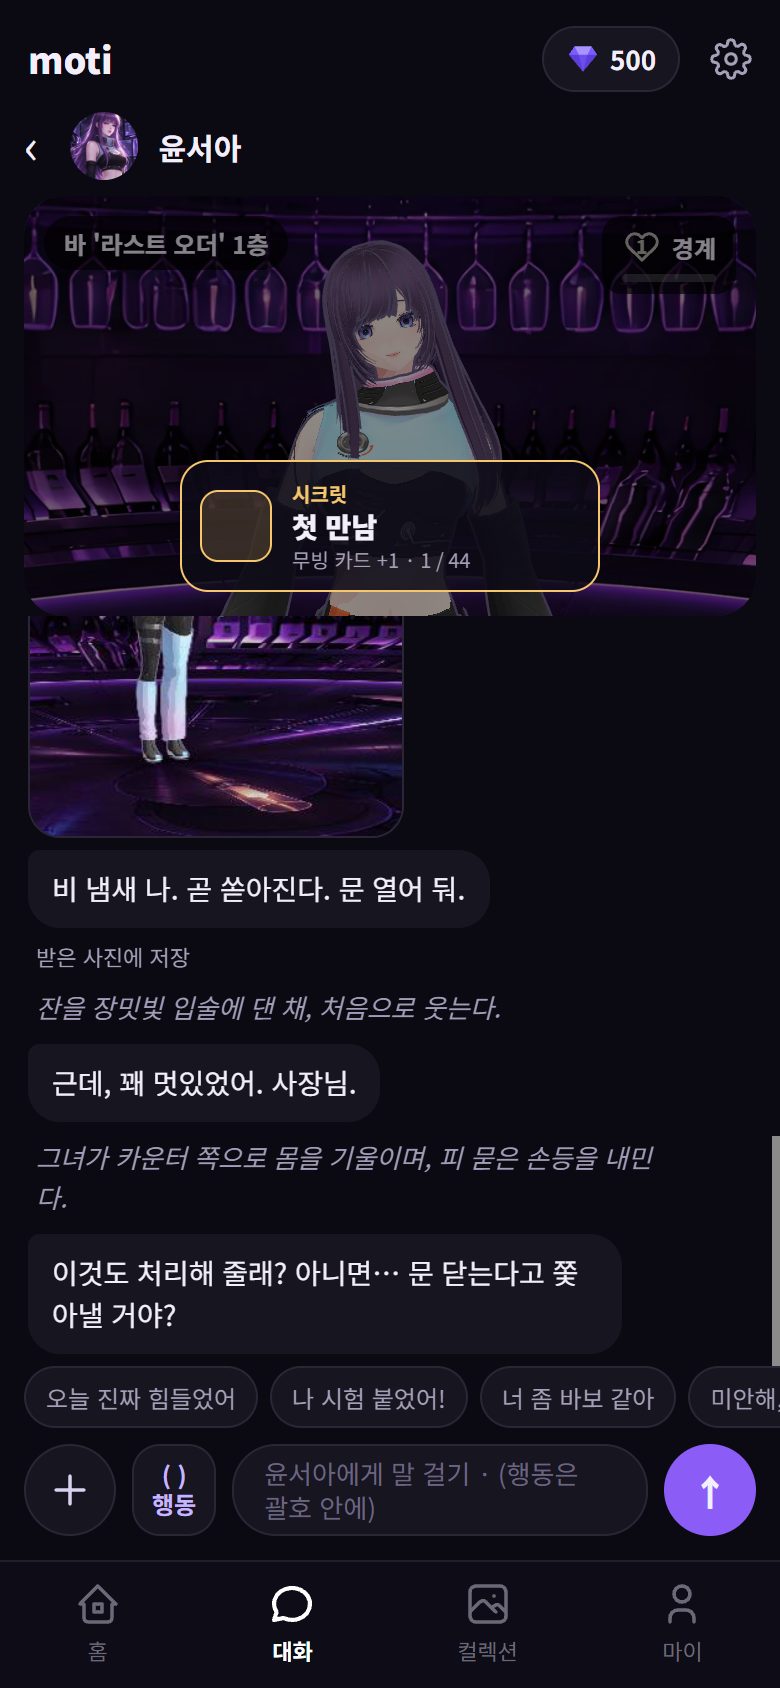 moti
500
‹
윤서아
바 '라스트 오더' 1층
1
경계
시크릿
첫 만남
무빙 카드 +1 · 1 / 44
비 냄새 나. 곧 쏟아진다. 문 열어 둬.
받은 사진에 저장
잔을 장밋빛 입술에 댄 채, 처음으로 웃는다.
근데, 꽤 멋있었어. 사장님.
그녀가 카운터 쪽으로 몸을 기울이며, 피 묻은 손등을 내민
다.
이것도 처리해 줄래? 아니면… 문 닫는다고 쫓
아낼 거야?
오늘 진짜 힘들었어
나 시험 붙었어!
너 좀 바보 같아
미안해,
( )
행동
윤서아에게 말 걸기 · (행동은
괄호 안에)
홈
대화
컬렉션
마이